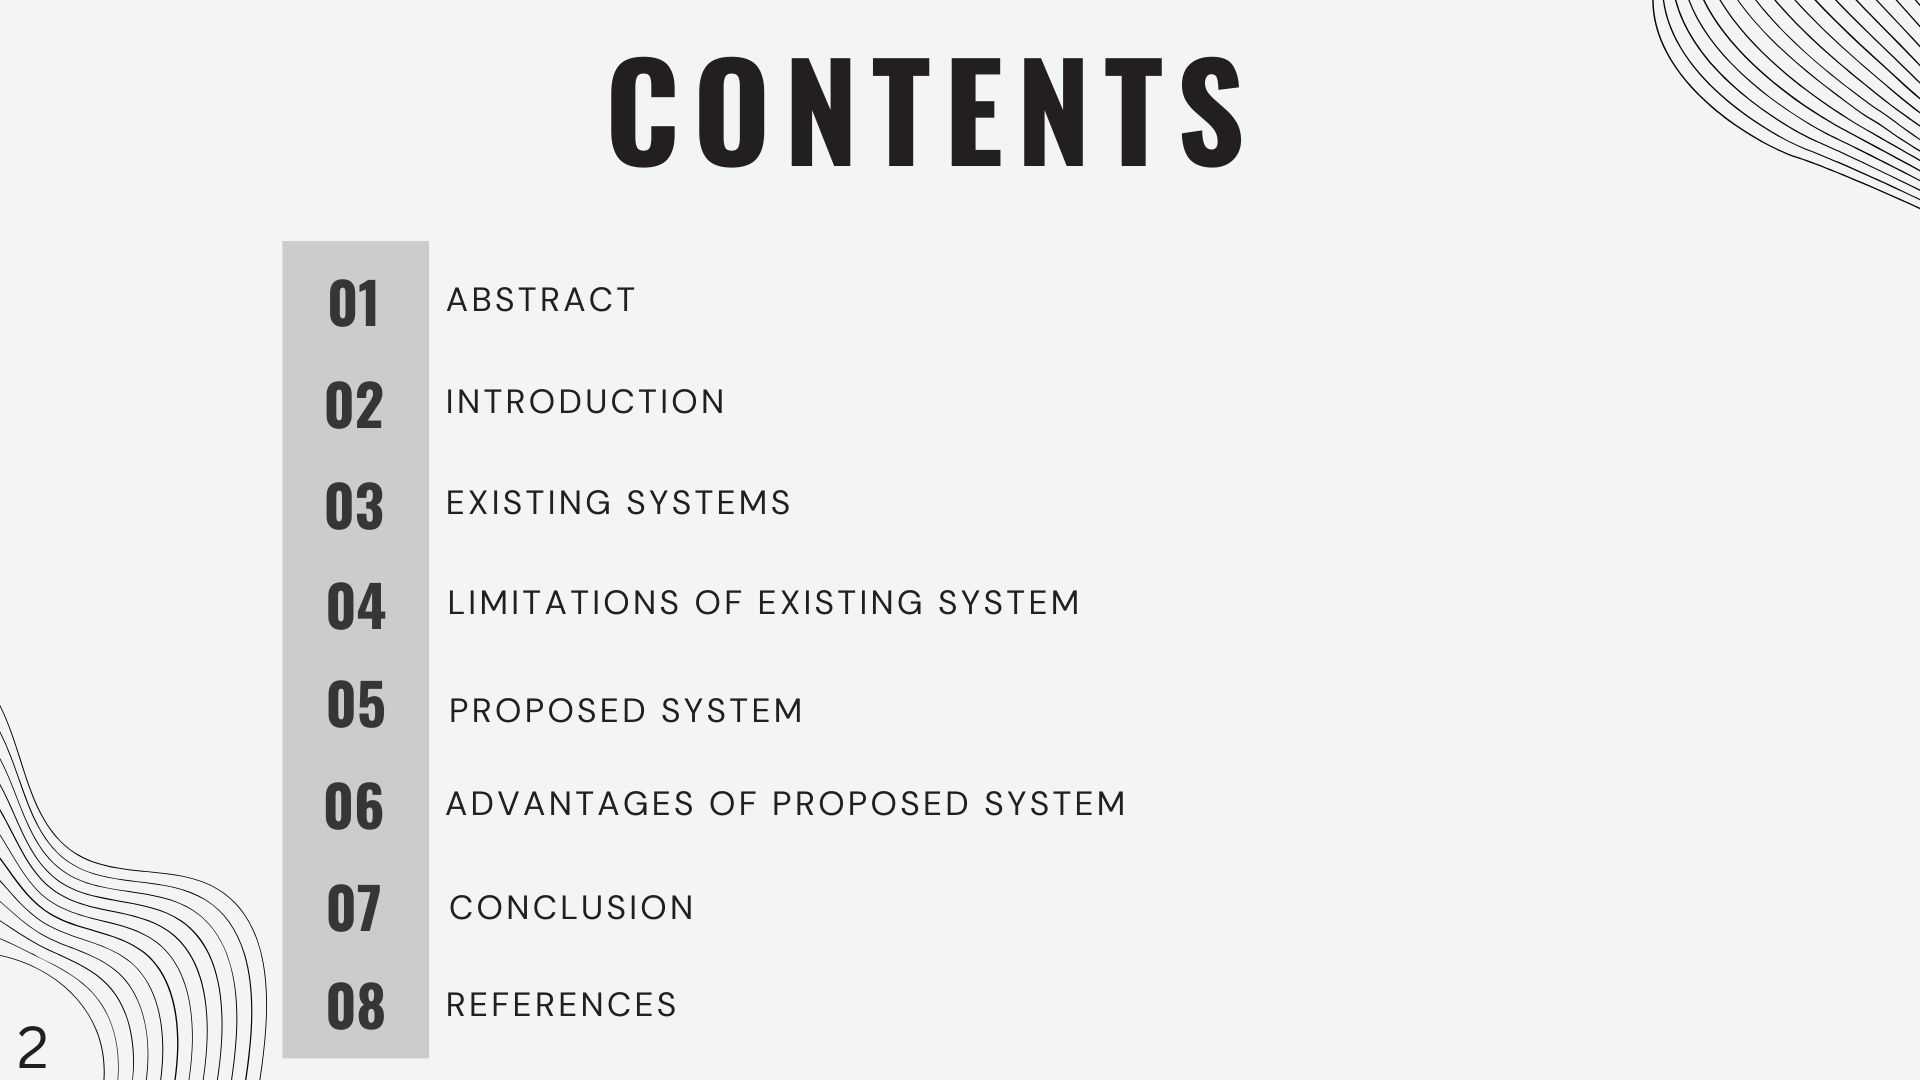 CONTENTS
01 ABSTRACT
02 INTRODUCTION
03 EXISTING SYSTEMS
04 LIMITATIONS OF EXISTING SYSTEM
05 PROPOSED SYSTEM
06 ADVANTAGES OF PROPOSED SYSTEM
07 CONCLUSION
08 REFERENCES
2